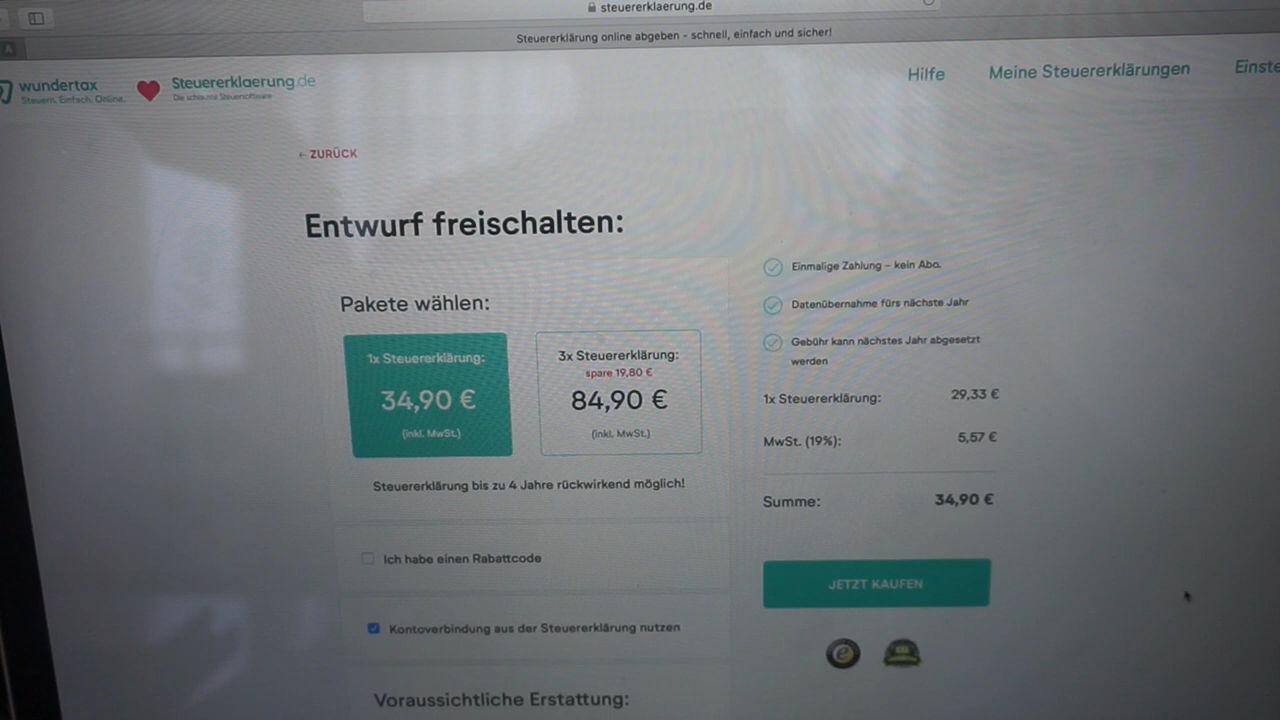 steuererklaerung.de
Steuererklärung online abgeben - schnell, einfach und sicher!
A
wundertax
Steuern. Einfach. Online.
Steuererklaerung.de
Die schlauste Steuersoftware
Hilfe
Meine Steuererklärungen
Einste
← ZURÜCK
Entwurf freischalten:
Pakete wählen:
1x Steuererklärung:
34,90 €
(inkl. MwSt.)
3x Steuererklärung:
spare 19,80 €
84,90 €
(inkl. MwSt.)
Steuererklärung bis zu 4 Jahre rückwirkend möglich!
Ich habe einen Rabattcode
Kontoverbindung aus der Steuererklärung nutzen
Voraussichtliche Erstattung:
Einmalige Zahlung – kein Abo.
Datenübernahme fürs nächste Jahr
Gebühr kann nächstes Jahr abgesetzt
werden
1x Steuererklärung: 29,33 €
MwSt. (19%): 5,57 €
Summe: 34,90 €
JETZT KAUFEN
e